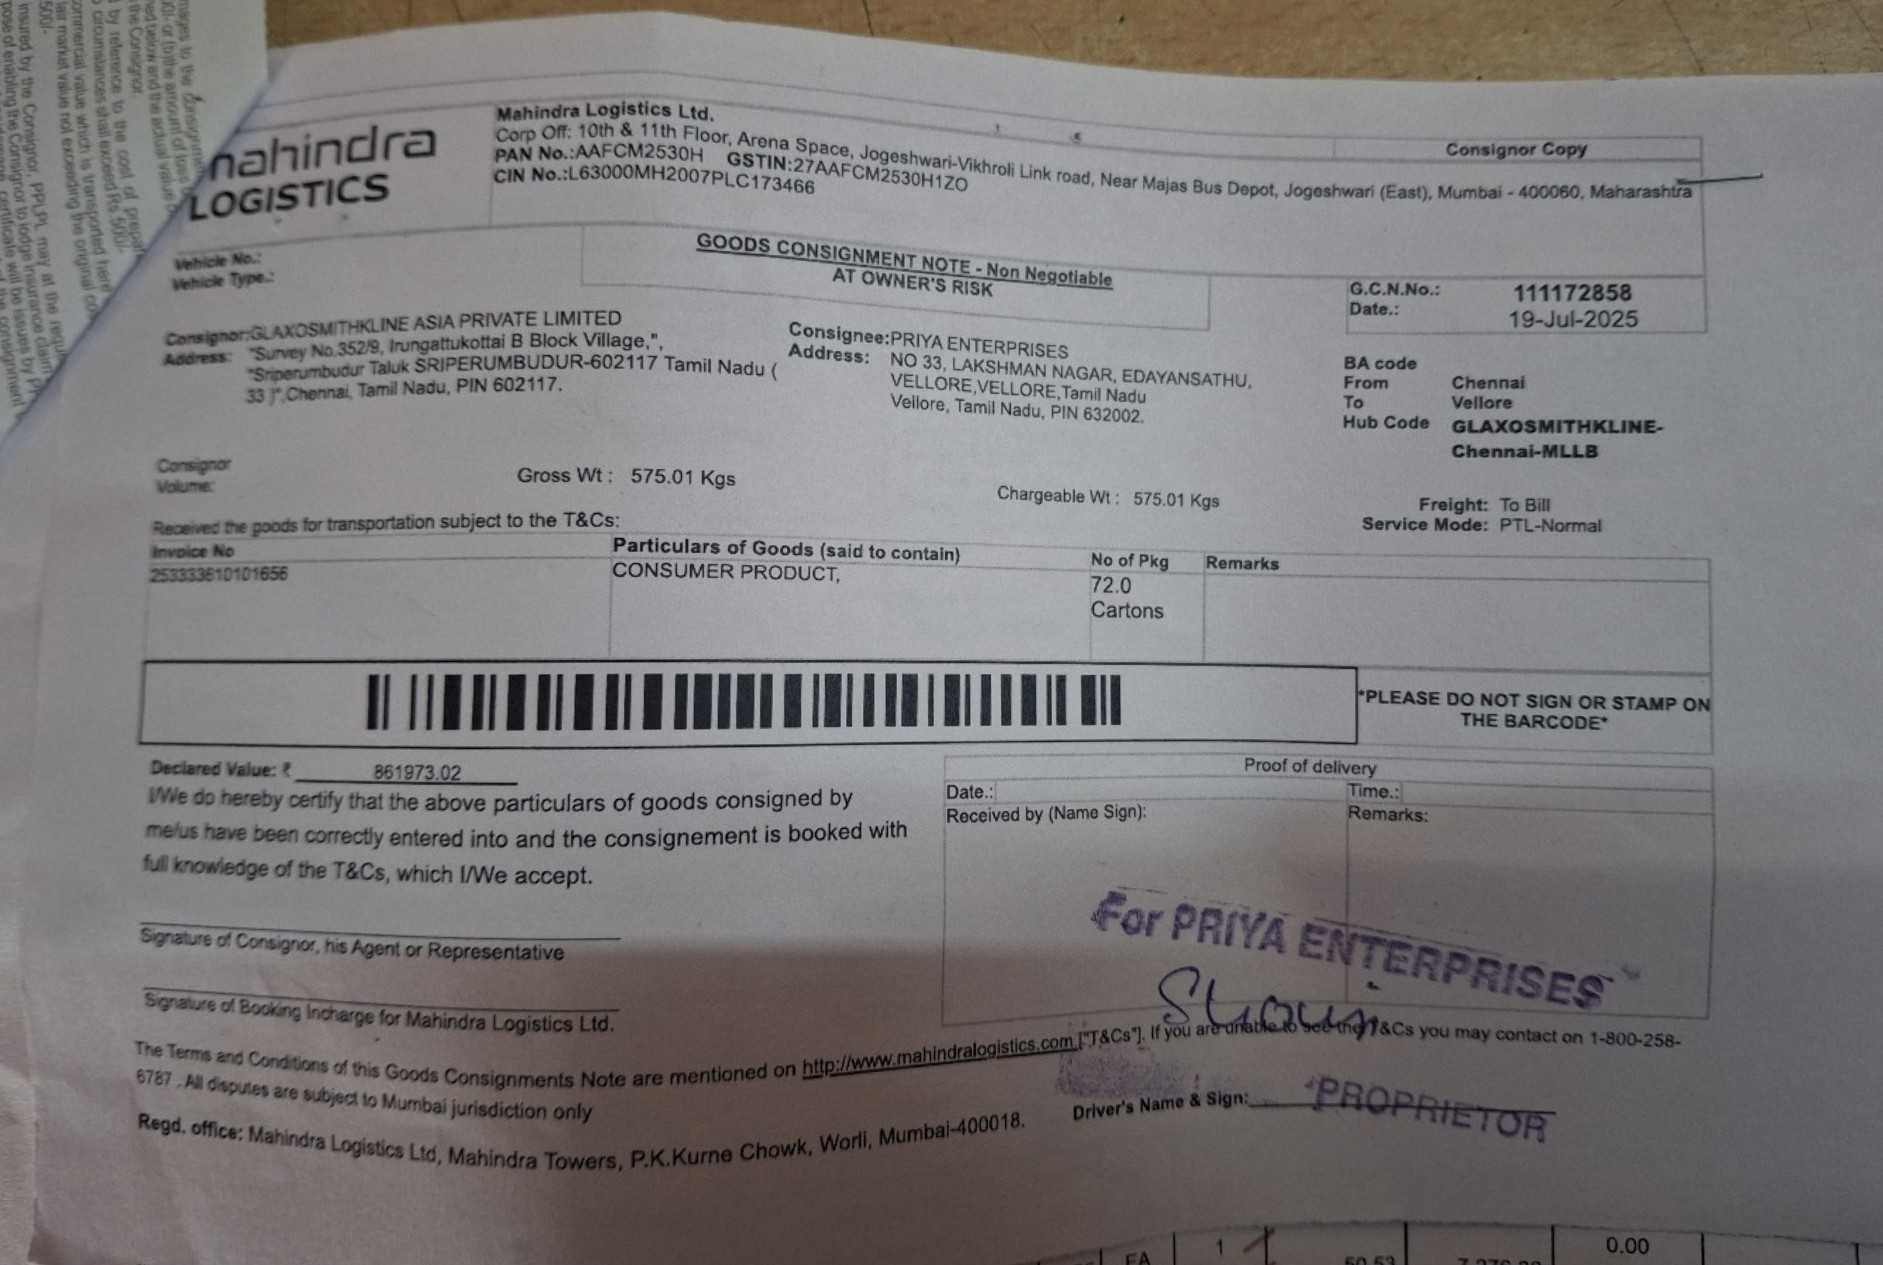 mahindra
LOGISTICS
Mahindra Logistics Ltd.
Corp Off: 10th & 11th Floor, Arena Space, Jogeshwari-Vikhroli Link road, Near Majas Bus Depot, Jogeshwari (East), Mumbai - 400060, Maharashtra
PAN No.:AAFCM2530H GSTIN:27AAFCM2530H1ZO
CIN No.:L63000MH2007PLC173466
Consignor Copy
Vehicle No.:
Vehicle Type.:
GOODS CONSIGNMENT NOTE - Non Negotiable
AT OWNER'S RISK
G.C.N.No.: 111172858
Date.: 19-Jul-2025
Consignor:GLAXOSMITHKLINE ASIA PRIVATE LIMITED
Address: "Survey No.352/9, Irungattukottai B Block Village,",
"Sriperumbudur Taluk SRIPERUMBUDUR-602117 Tamil Nadu (
33 )",Chennai, Tamil Nadu, PIN 602117.
Consignee:PRIYA ENTERPRISES
Address: NO 33, LAKSHMAN NAGAR, EDAYANSATHU,
VELLORE,VELLORE,Tamil Nadu
Vellore, Tamil Nadu, PIN 632002.
BA code
From Chennai
To Vellore
Hub Code GLAXOSMITHKLINE-
Chennai-MLLB
Consignor
Volume:
Gross Wt : 575.01 Kgs
Chargeable Wt : 575.01 Kgs
Freight: To Bill
Service Mode: PTL-Normal
Received the goods for transportation subject to the T&Cs:
Invoice No Particulars of Goods (said to contain) No of Pkg Remarks
253333610101656 CONSUMER PRODUCT, 72.0
Cartons
*PLEASE DO NOT SIGN OR STAMP ON
THE BARCODE*
Declared Value: ₹ 861973.02
I/We do hereby certify that the above particulars of goods consigned by
me/us have been correctly entered into and the consignement is booked with
full knowledge of the T&Cs, which I/We accept.
Proof of delivery
Date.: Time.:
Received by (Name Sign): Remarks:
For PRIYA ENTERPRISES
Signature of Consignor, his Agent or Representative
Signature of Booking Incharge for Mahindra Logistics Ltd.
The Terms and Conditions of this Goods Consignments Note are mentioned on http://www.mahindralogistics.com ["T&Cs"]. If you are unable to see the T&Cs you may contact on 1-800-258-
6787 . All disputes are subject to Mumbai jurisdiction only
Driver's Name & Sign:
PROPRIETOR
Regd. office: Mahindra Logistics Ltd, Mahindra Towers, P.K.Kurne Chowk, Worli, Mumbai-400018.
1
0.00